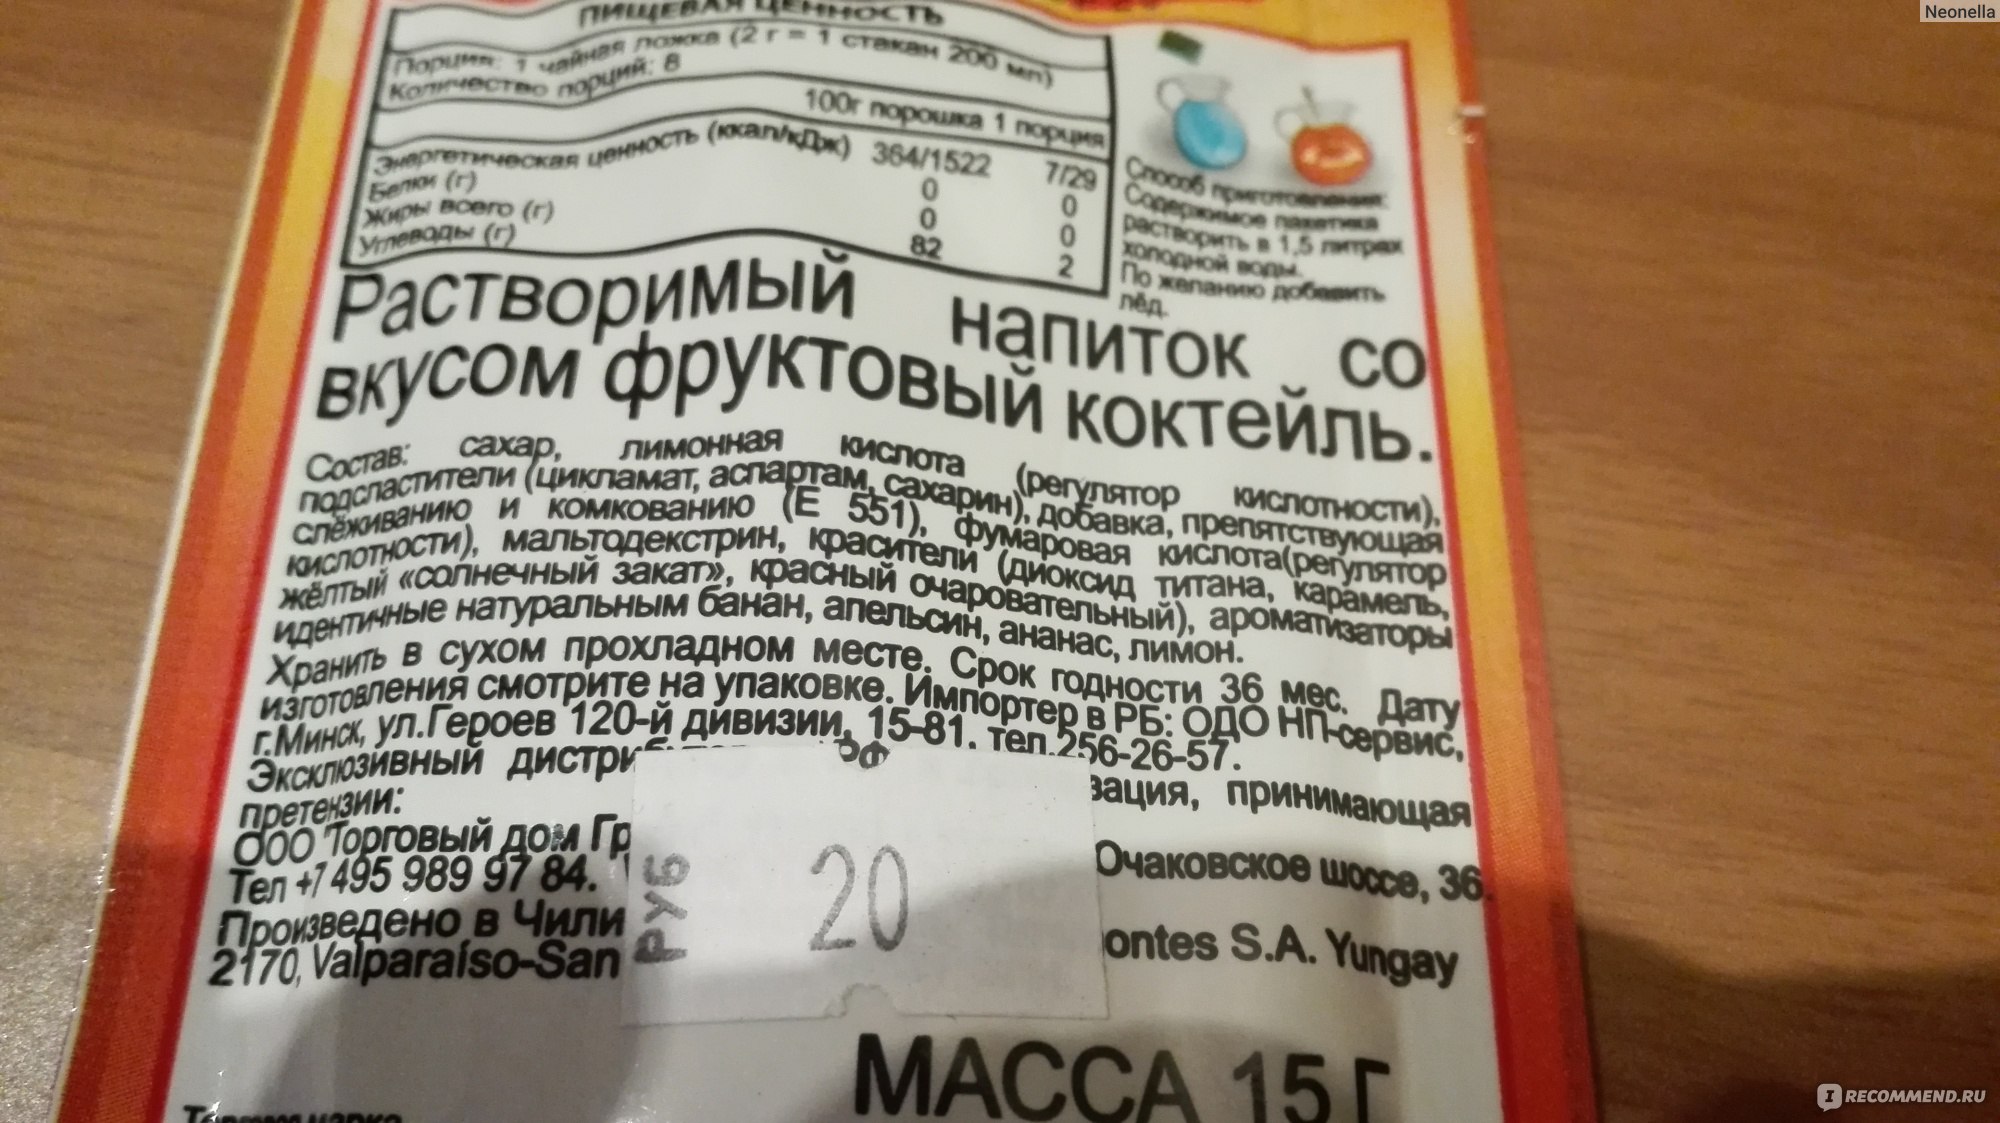 Neonella
ПИЩЕВАЯ ЦЕННОСТЬ
Порция: 1 чайная ложка (2 г = 1 стакан 200 мл)
Количество порций: 8
100г порошка 1 порция
Энергетическая ценность (ккал/кДж) 364/1522 7/29
Белки (г) 0 0
Жиры всего (г) 0 0
Углеводы (г) 82 2
Способ приготовления:
Содержимое пакетика
растворить в 1,5 литрах
холодной воды.
По желанию добавить
лёд.
Растворимый напиток со
вкусом фруктовый коктейль.
Состав: сахар, лимонная кислота (регулятор кислотности),
подсластители (цикламат, аспартам, сахарин), добавка, препятствующая
слёживанию и комкованию (Е 551), фумаровая кислота(регулятор
кислотности), мальтодекстрин, красители (диоксид титана, карамель,
жёлтый «солнечный закат», красный очаровательный), ароматизаторы
идентичные натуральным банан, апельсин, ананас, лимон.
Хранить в сухом прохладном месте. Срок годности 36 мес. Дату
изготовления смотрите на упаковке. Импортер в РБ: ОДО НП-сервис,
г.Минск, ул.Героев 120-й дивизии, 15-81. тел.256-26-57.
Эксклюзивный РФ принимающая
претензии:
ООО Торговый дом Очаковское шоссе, 36.
Тел +7 495 989 97 84.
Произведено в Чили S.A. Yungay
2170, Valparaíso-San
РУБ 20
МАССА 15 Г
Торговая марка
IRECOMMEND.RU